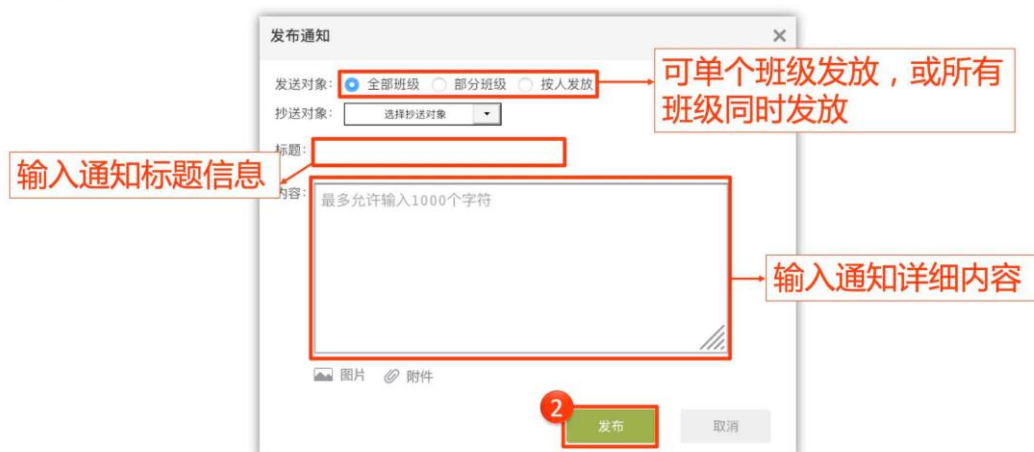 发布通知
发送对象： 全部班级 部分班级 按人发放
可单个班级发放，或所有
班级同时发放
抄送对象： 选择抄送对象
标题：
输入通知标题信息
内容：
最多允许输入1000个字符
输入通知详细内容
图片 附件
2
发布 取消